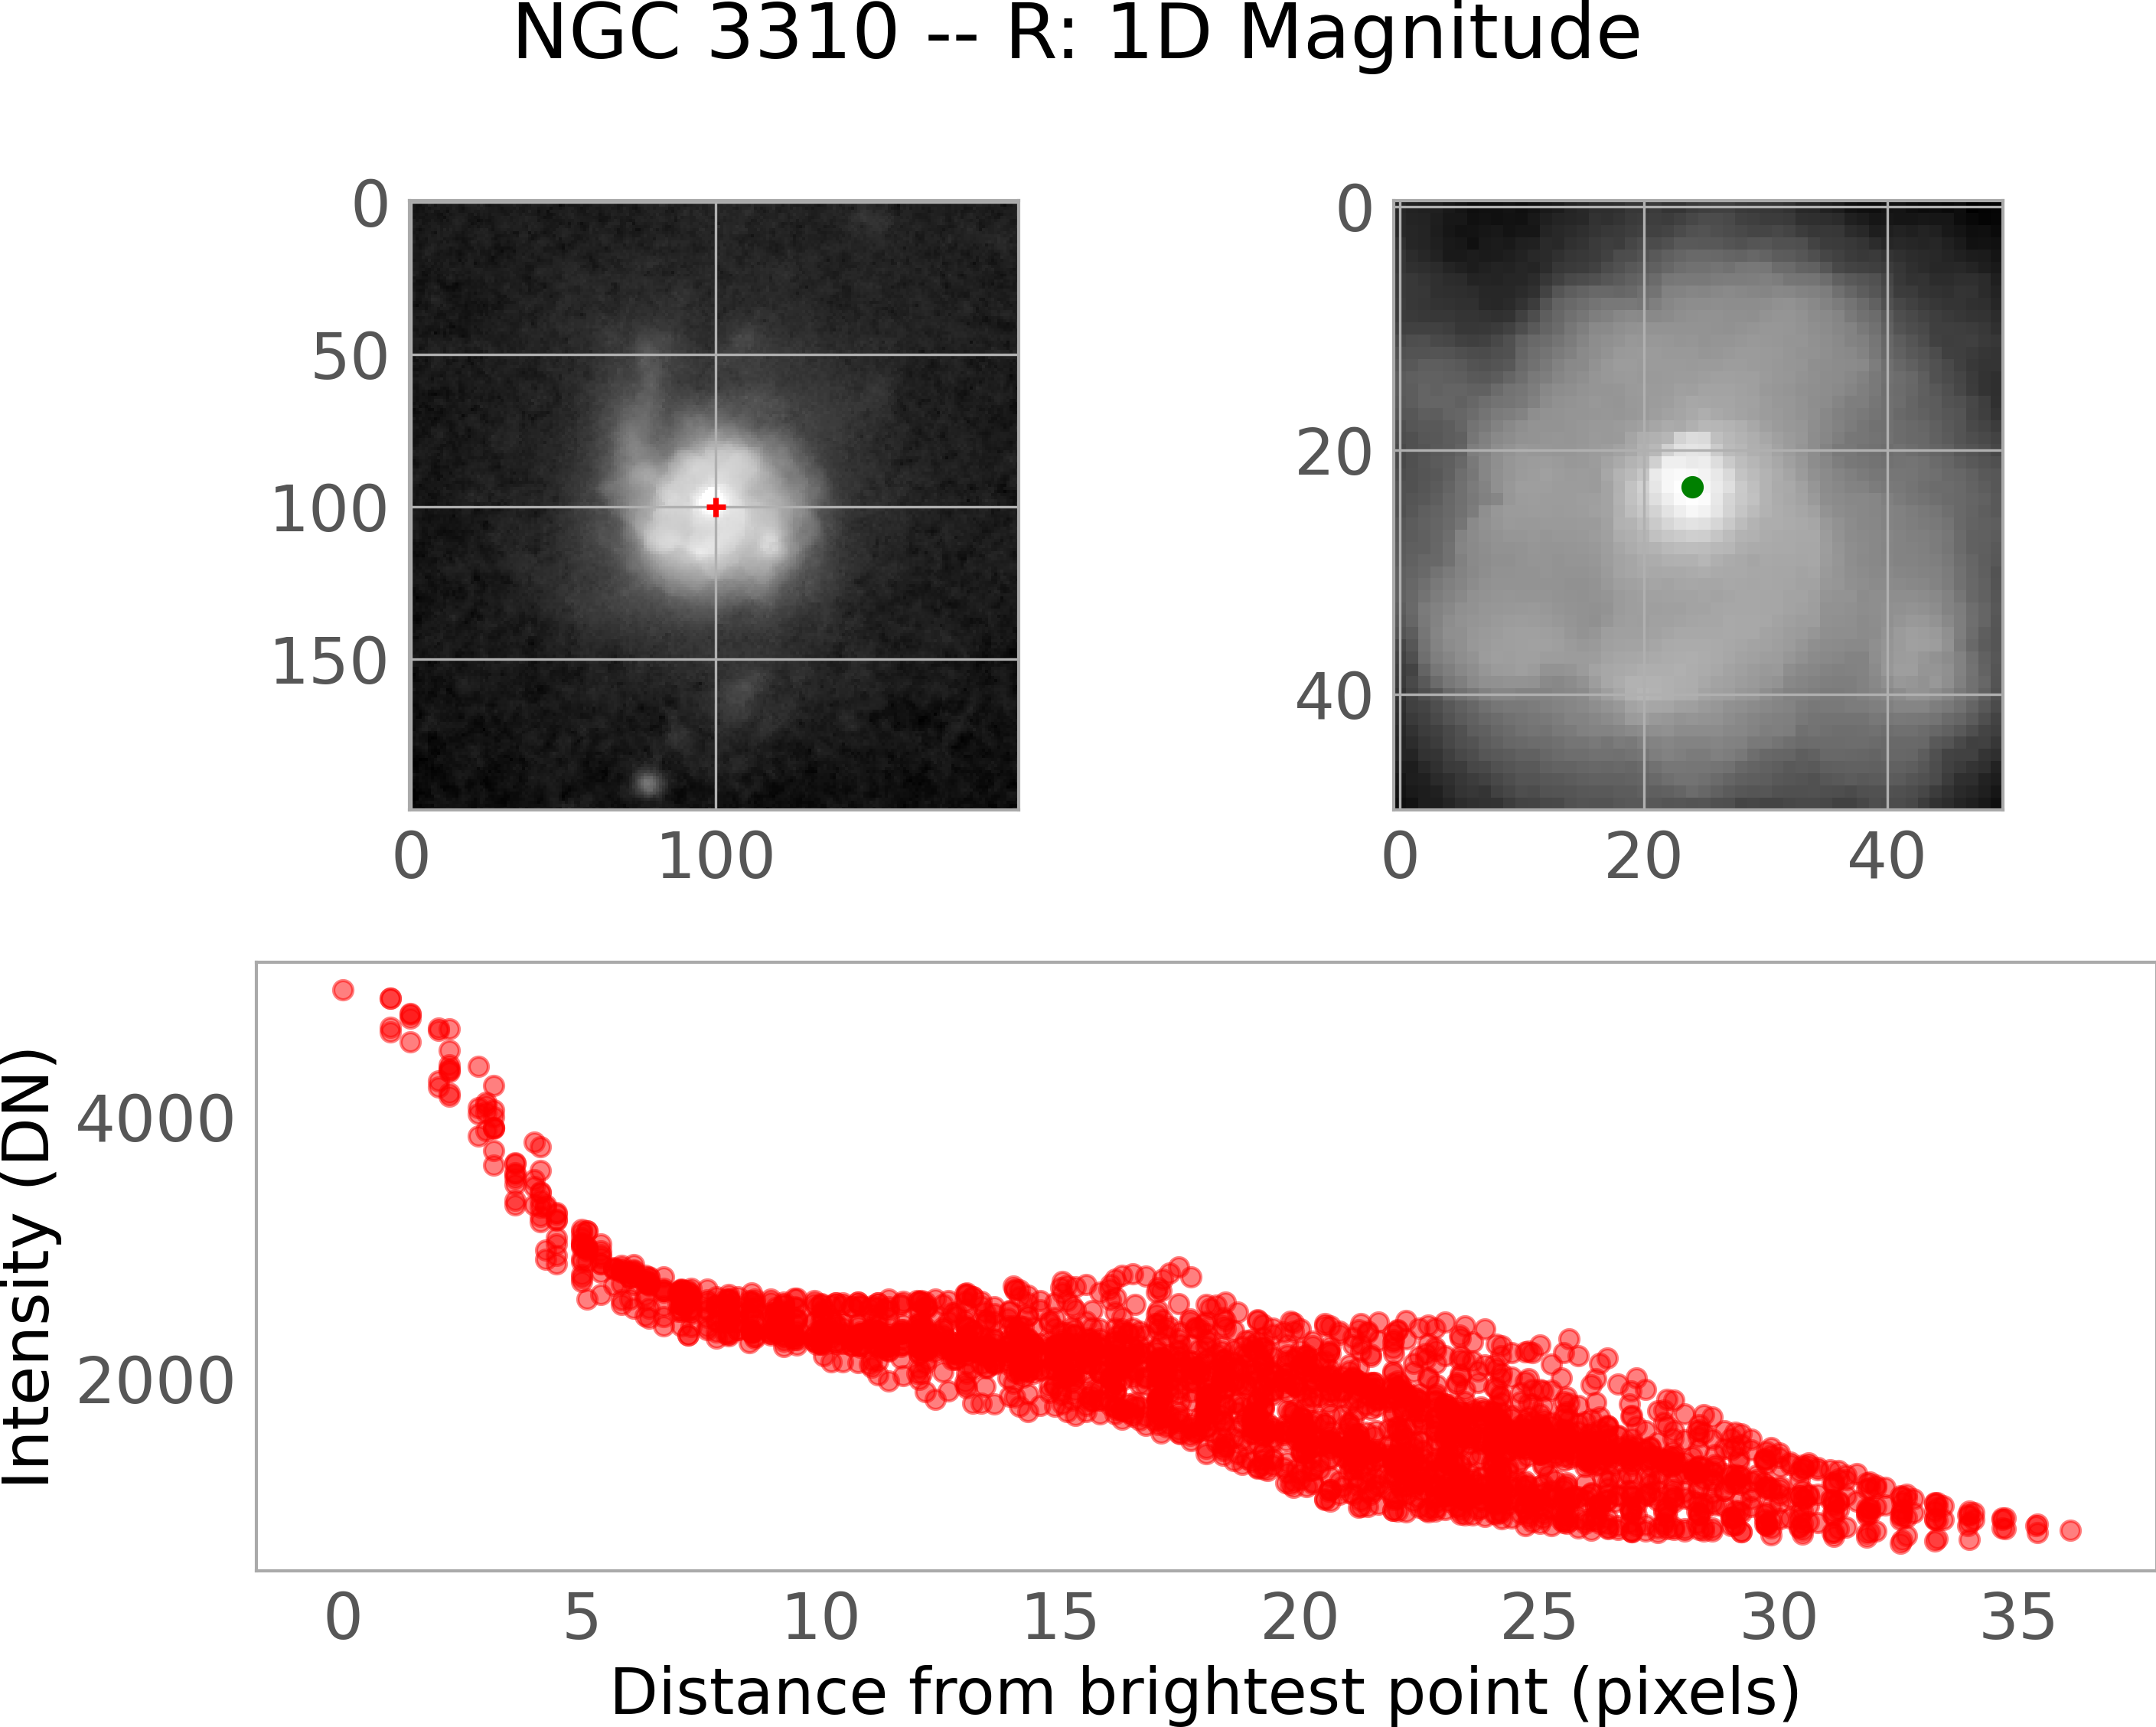 NGC 3310 -- R: 1D Magnitude
0
50
100
150
0 100
0
20
40
0 20 40
Intensity (DN)
4000
2000
0 5 10 15 20 25 30 35
Distance from brightest point (pixels)